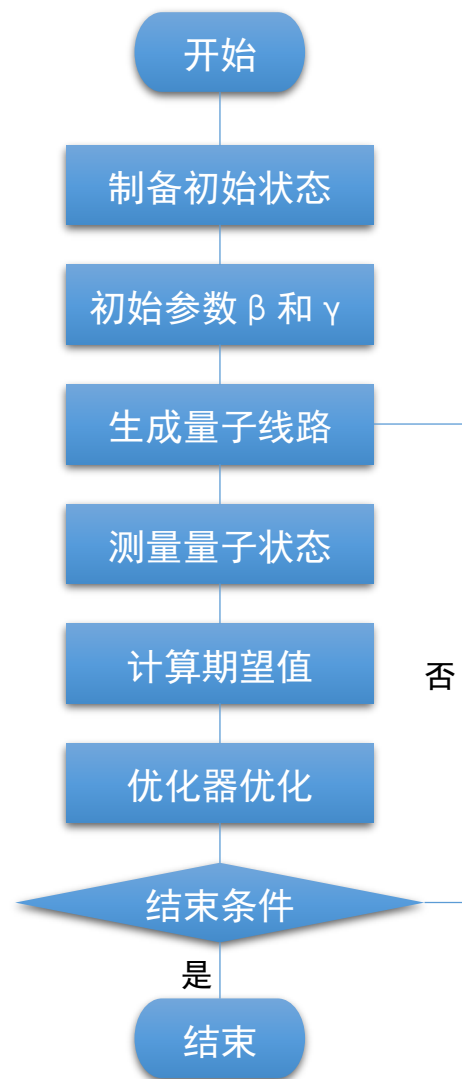 开始
制备初始状态
初始参数 β 和 γ
生成量子线路
测量量子状态
计算期望值
否
优化器优化
结束条件
是
结束